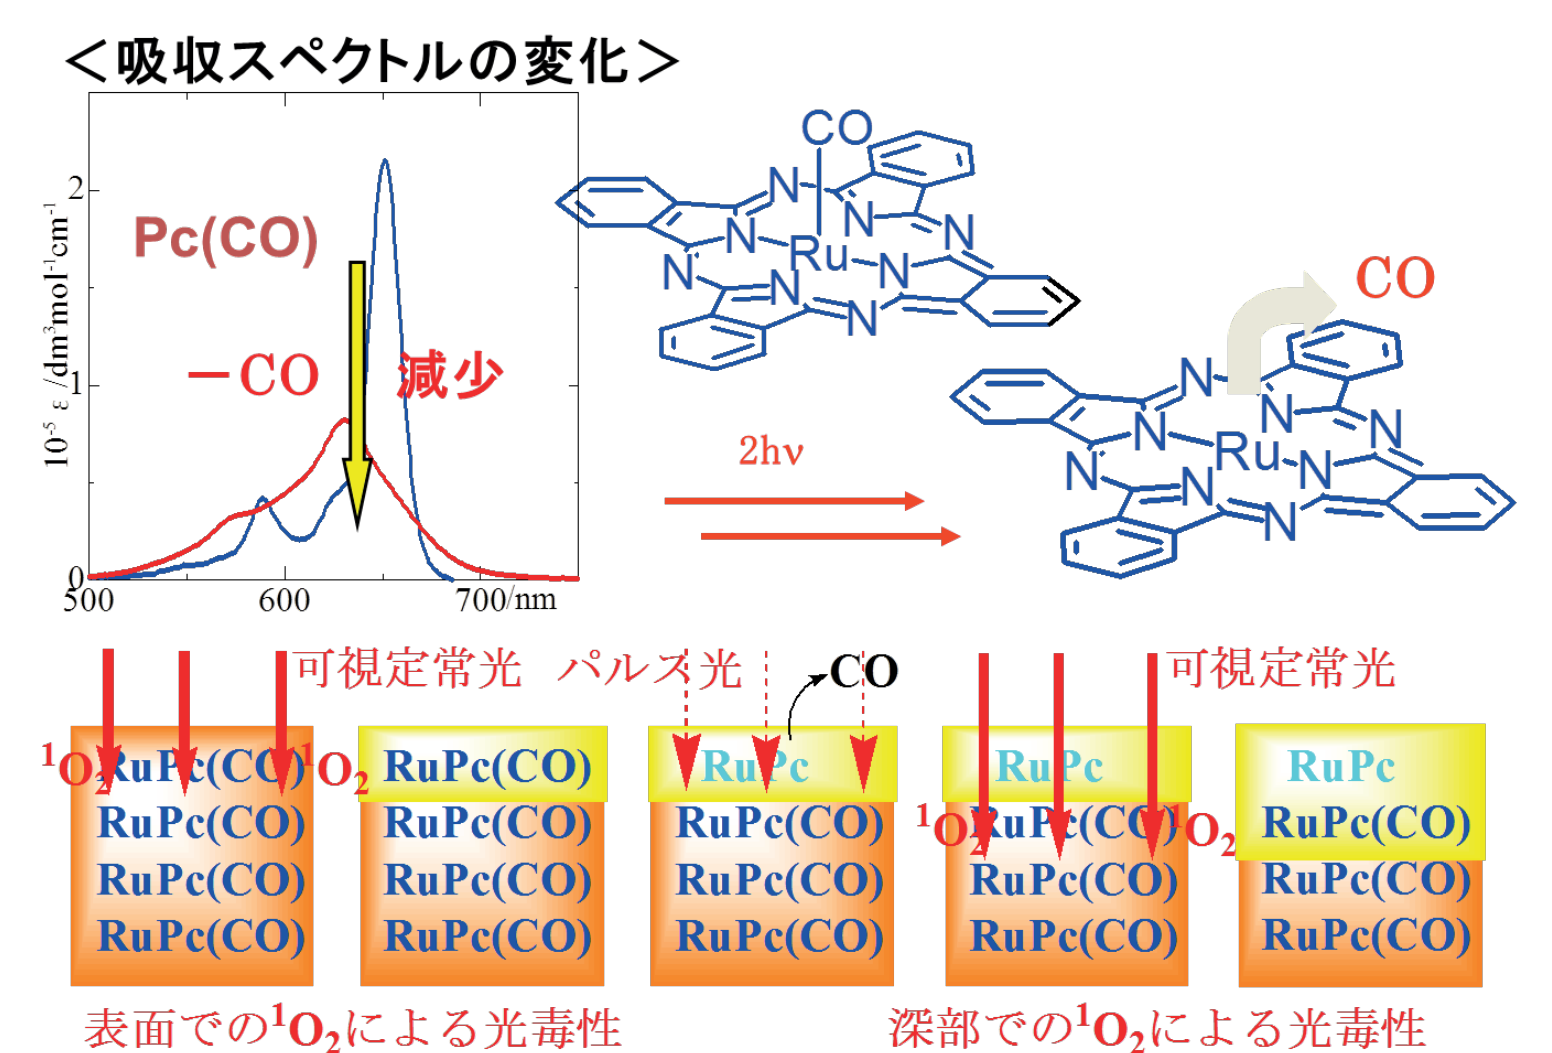 ＜吸収スペクトルの変化＞
10⁻⁵ ε /dm³mol⁻¹cm⁻¹
2
1
0
500 600 700/nm
Pc(CO)
－CO
減少
CO
N N N N N N N N
Ru
2hν
CO
N N N N N N N N
Ru
可視定常光
パルス光
CO
可視定常光
¹O₂ RuPc(CO) ¹O₂
RuPc(CO)
RuPc(CO)
RuPc(CO)
RuPc(CO)
RuPc(CO)
RuPc(CO)
RuPc(CO)
RuPc
RuPc(CO)
RuPc(CO)
RuPc(CO)
RuPc
¹O₂ RuPc(CO) ¹O₂
RuPc(CO)
RuPc(CO)
RuPc
RuPc(CO)
RuPc(CO)
RuPc(CO)
表面での¹O₂による光毒性
深部での¹O₂による光毒性